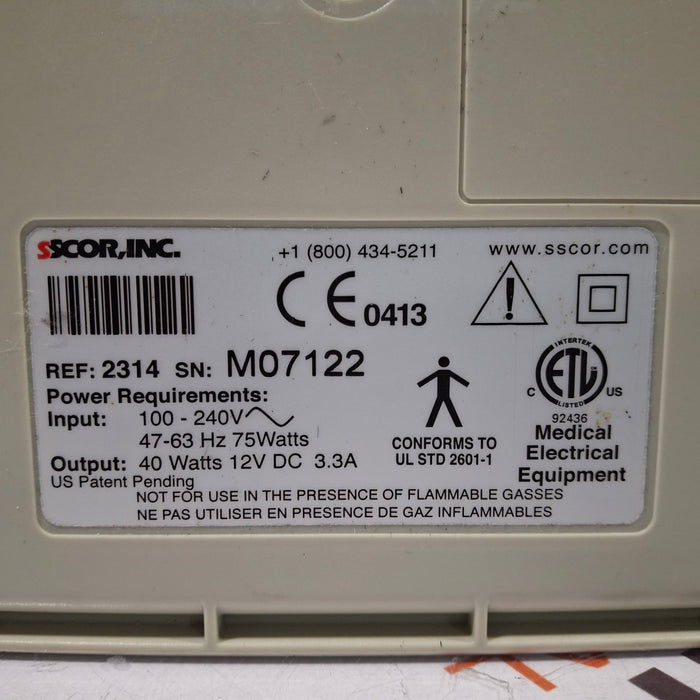 SSCOR, INC.
+1 (800) 434-5211
www.sscor.com
CE 0413
!
REF: 2314 SN: M07122
Power Requirements:
Input: 100 - 240V
47-63 Hz 75Watts
Output: 40 Watts 12V DC 3.3A
US Patent Pending
CONFORMS TO
UL STD 2601-1
INTERTEK
ETL
LISTED
C US
92436
Medical
Electrical
Equipment
NOT FOR USE IN THE PRESENCE OF FLAMMABLE GASSES
NE PAS UTILISER EN PRESENCE DE GAZ INFLAMMABLES